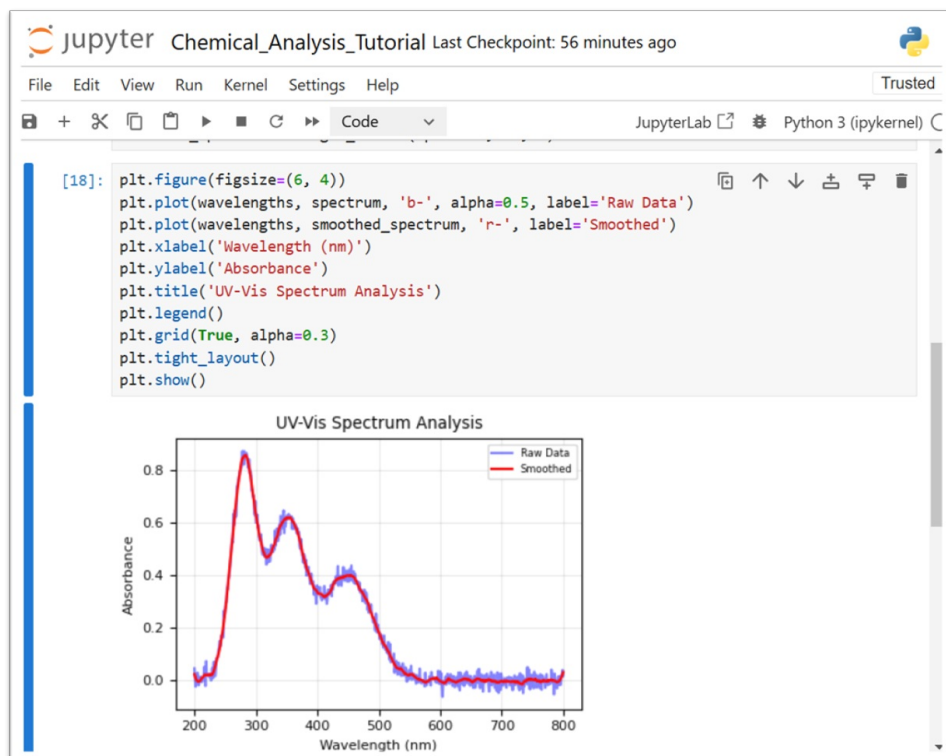 jupyter Chemical_Analysis_Tutorial Last Checkpoint: 56 minutes ago
File Edit View Run Kernel Settings Help Trusted
Code JupyterLab Python 3 (ipykernel)
[18]: plt.figure(figsize=(6, 4))
plt.plot(wavelengths, spectrum, 'b-', alpha=0.5, label='Raw Data')
plt.plot(wavelengths, smoothed_spectrum, 'r-', label='Smoothed')
plt.xlabel('Wavelength (nm)')
plt.ylabel('Absorbance')
plt.title('UV-Vis Spectrum Analysis')
plt.legend()
plt.grid(True, alpha=0.3)
plt.tight_layout()
plt.show()
UV-Vis Spectrum Analysis
Raw Data
Smoothed
Absorbance
0.8
0.6
0.4
0.2
0.0
200 300 400 500 600 700 800
Wavelength (nm)